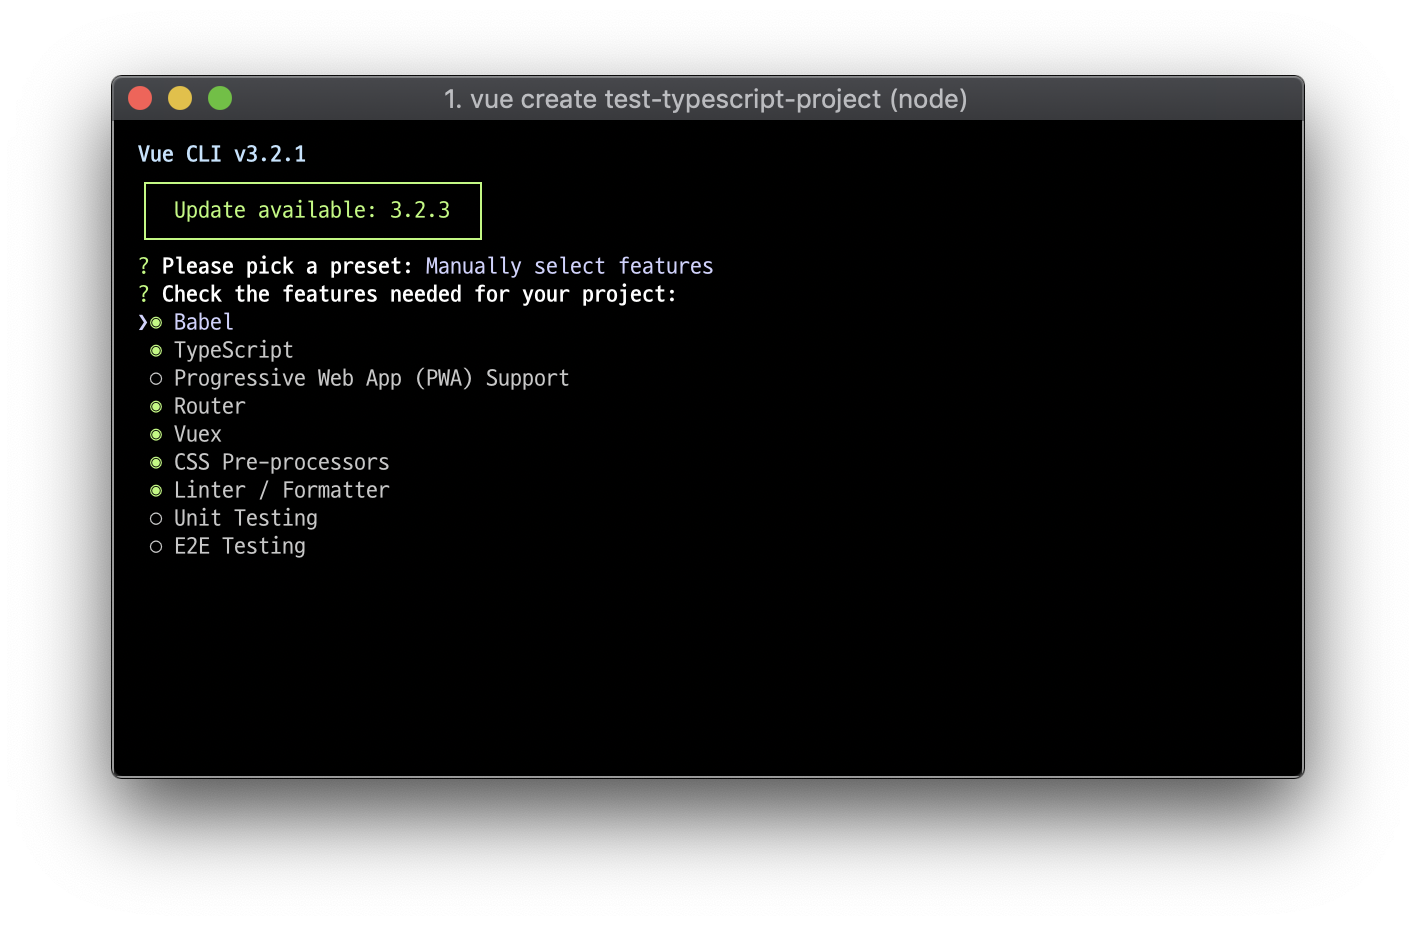 1. vue create test-typescript-project (node)
Vue CLI v3.2.1
Update available: 3.2.3
? Please pick a preset: Manually select features
? Check the features needed for your project:
❯◉ Babel
◉ TypeScript
◯ Progressive Web App (PWA) Support
◉ Router
◉ Vuex
◉ CSS Pre-processors
◉ Linter / Formatter
◯ Unit Testing
◯ E2E Testing